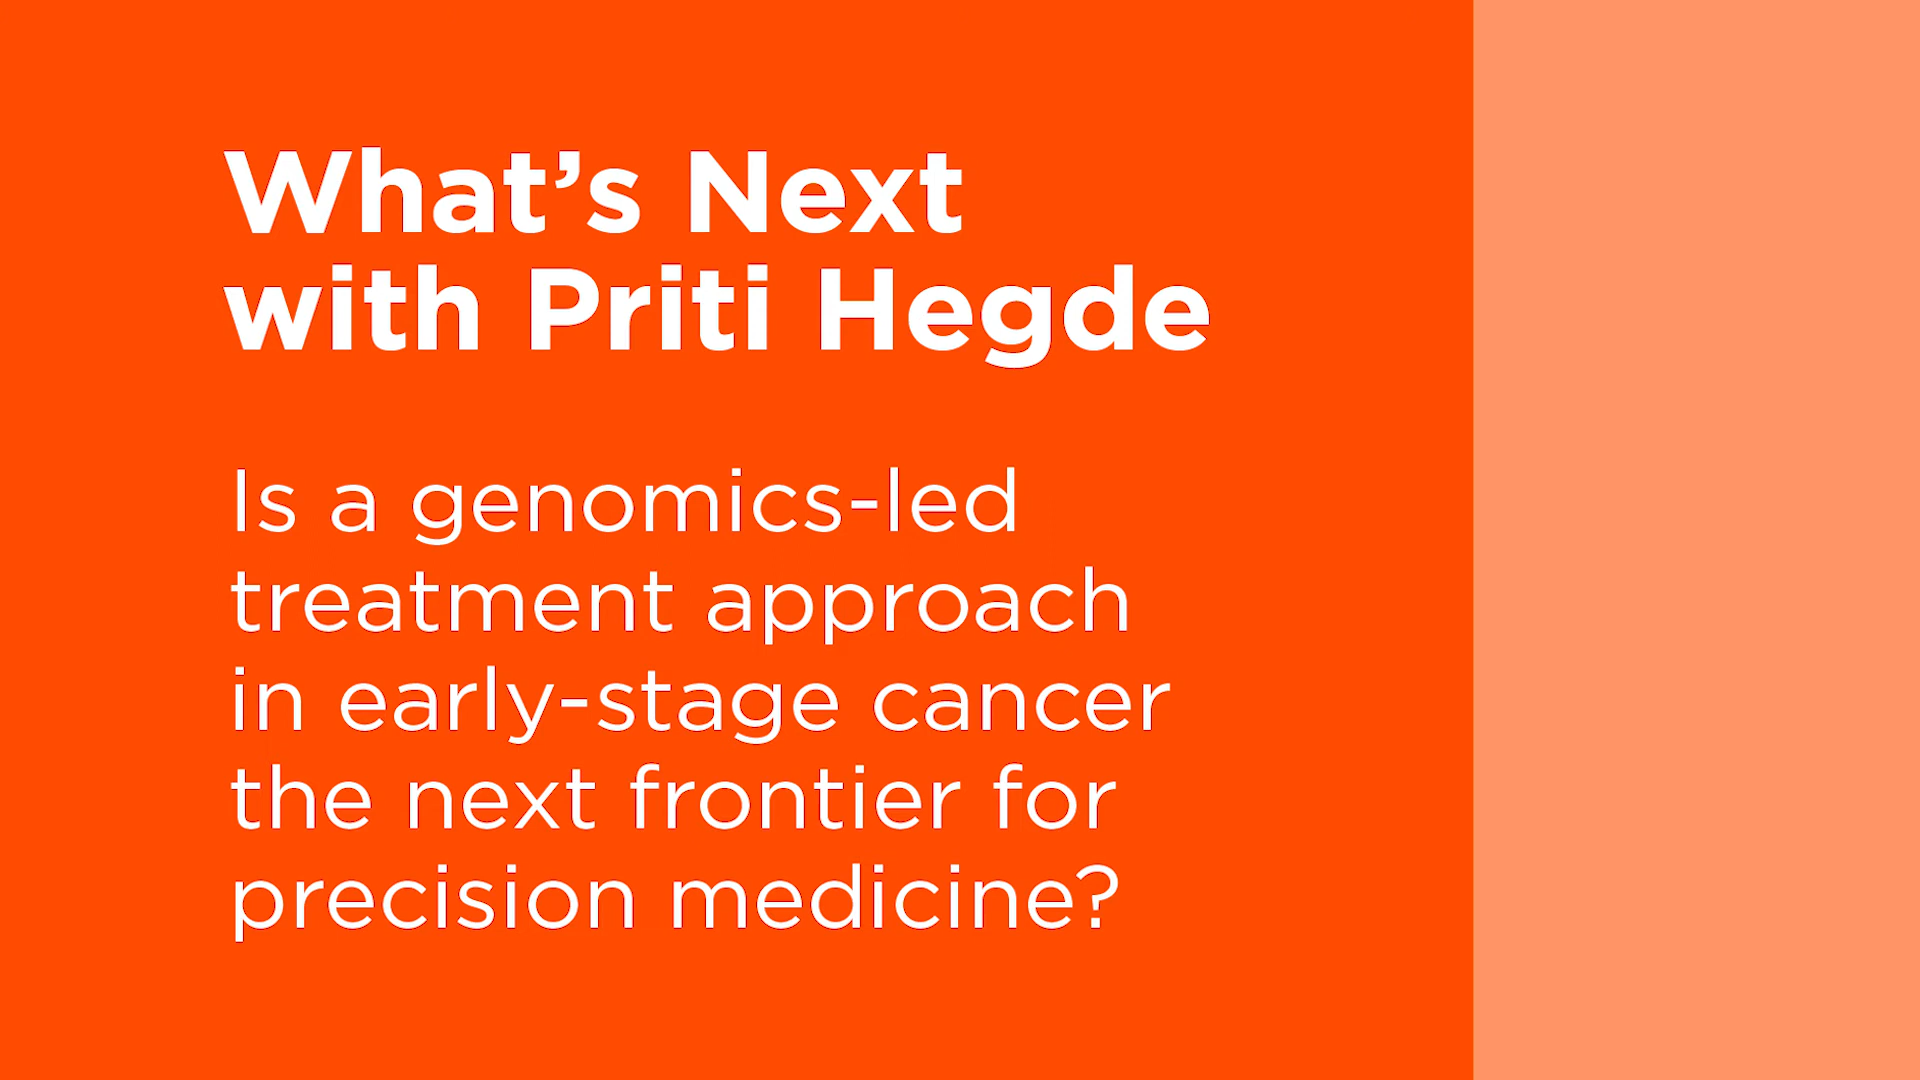 What’s Next
with Priti Hegde
Is a genomics-led
treatment approach
in early-stage cancer
the next frontier for
precision medicine?